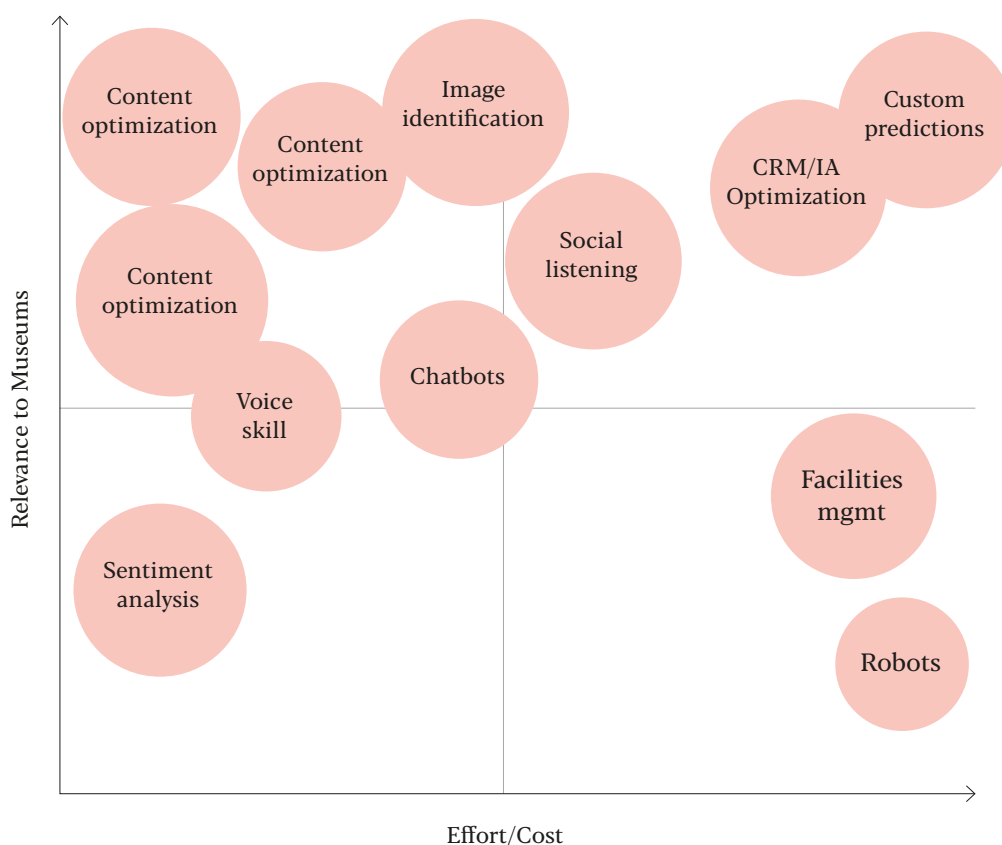 Content
optimization
Content
optimization
Image
identification
Custom
predictions
CRM/IA
Optimization
Social
listening
Content
optimization
Chatbots
Voice
skill
Facilities
mgmt
Sentiment
analysis
Robots
Relevance to Museums
Effort/Cost